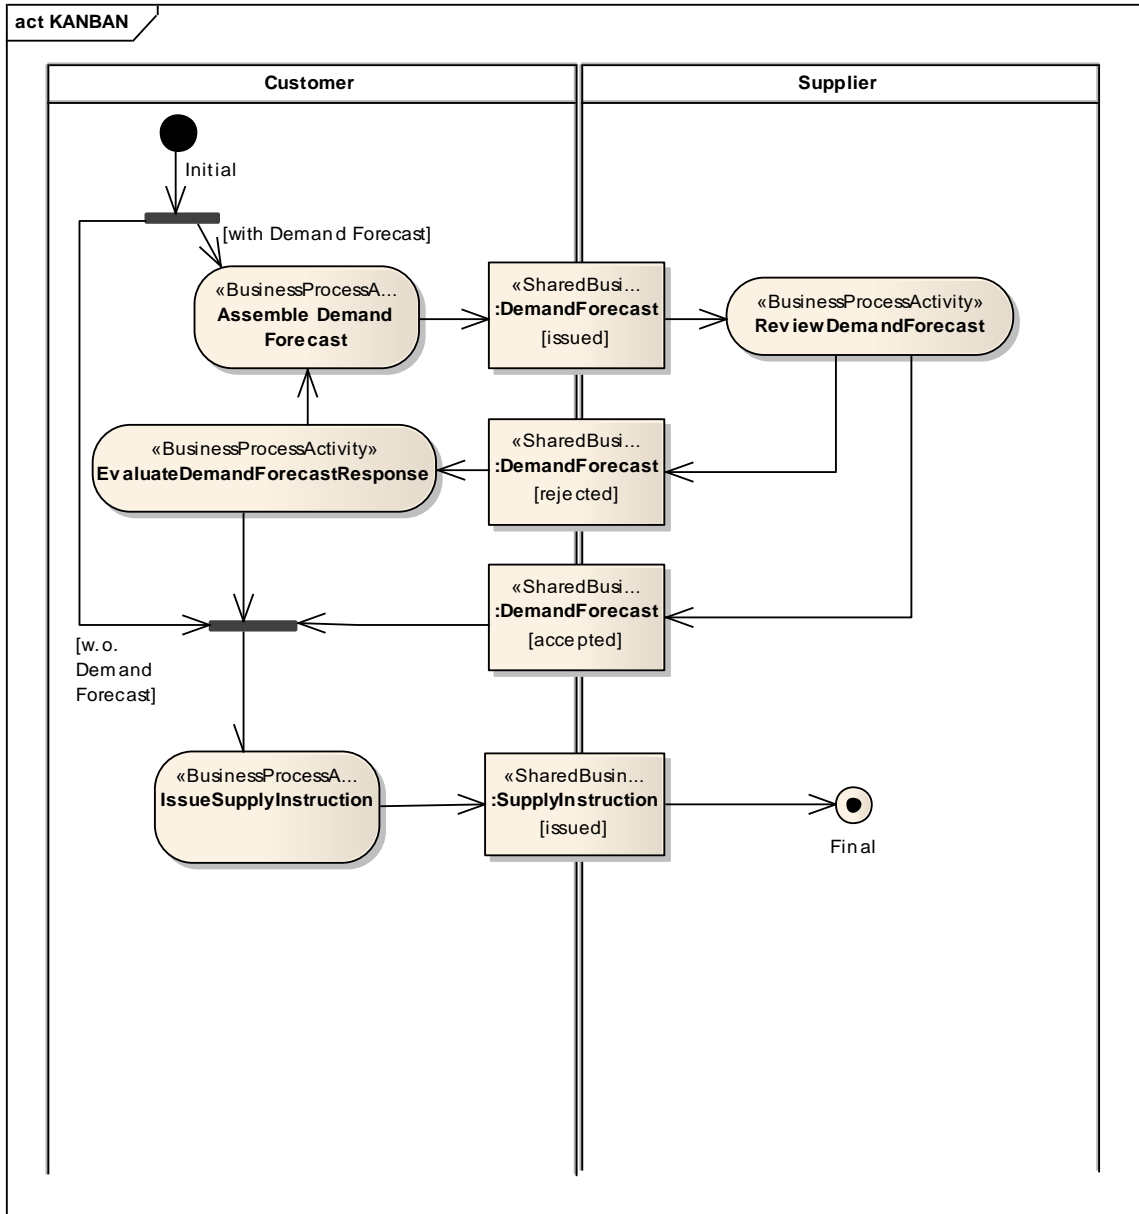 act KANBAN
Customer
Supplier
Initial
[with Demand Forecast]
«BusinessProcessA...
Assemble Demand
Forecast
«SharedBusi...
:DemandForecast
[issued]
«BusinessProcessActivity»
ReviewDemandForecast
«BusinessProcessActivity»
EvaluateDemandForecastResponse
«SharedBusi...
:DemandForecast
[rejected]
«SharedBusi...
:DemandForecast
[accepted]
[w.o.
Demand
Forecast]
«BusinessProcessA...
IssueSupplyInstruction
«SharedBusin...
:SupplyInstruction
[issued]
Final